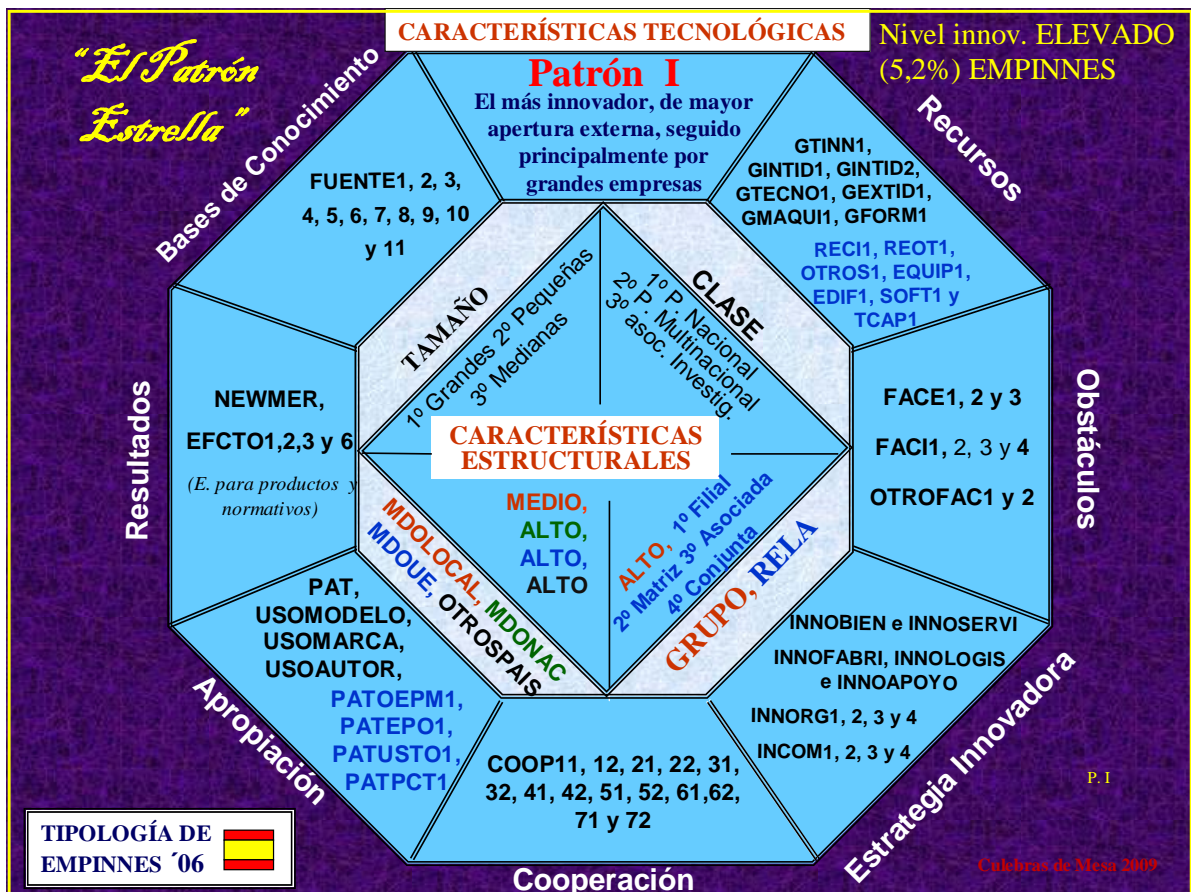 CARACTERÍSTICAS TECNOLÓGICAS
"El Patrón
Estrella"
Nivel innov. ELEVADO
(5,2%) EMPINNES
Patrón I
El más innovador, de mayor
apertura externa, seguido
principalmente por
grandes empresas
Bases de Conocimiento
FUENTE1, 2, 3,
4, 5, 6, 7, 8, 9, 10
y 11
Recursos
GTINN1,
GINTID1, GINTID2,
GTECNO1, GEXTID1,
GMAQUI1, GFORM1
RECI1, REOT1,
OTROS1, EQUIP1,
EDIF1, SOFT1 y
TCAP1
TAMAÑO
1º Grandes 2º Pequeñas
3º Medianas
CLASE
1º P. Nacional
2º P. Multinacional
3º asoc. Investig.
Resultados
NEWMER,
EFCTO1,2,3 y 6
(E. para productos y
normativos)
CARACTERÍSTICAS
ESTRUCTURALES
Obstáculos
FACE1, 2 y 3
FACI1, 2, 3 y 4
OTROFAC1 y 2
MDOLOCAL, MDONAC
MDOUE, OTROSPAIS
MEDIO,
ALTO,
ALTO,
ALTO
ALTO, 1º Filial
2º Matriz 3º Asociada
4º Conjunta
GRUPO, RELA
Apropiación
PAT,
USOMODELO,
USOMARCA,
USOAUTOR,
PATOEPM1,
PATEPO1,
PATUSTO1,
PATPCT1
COOP11, 12, 21, 22, 31,
32, 41, 42, 51, 52, 61,62,
71 y 72
Cooperación
INNOBIEN e INNOSERVI
INNOFABRI, INNOLOGIS
e INNOAPOYO
INNORG1, 2, 3 y 4
INCOM1, 2, 3 y 4
Estrategia Innovadora
P. I
TIPOLOGÍA DE
EMPINNES ´06
Culebras de Mesa 2009